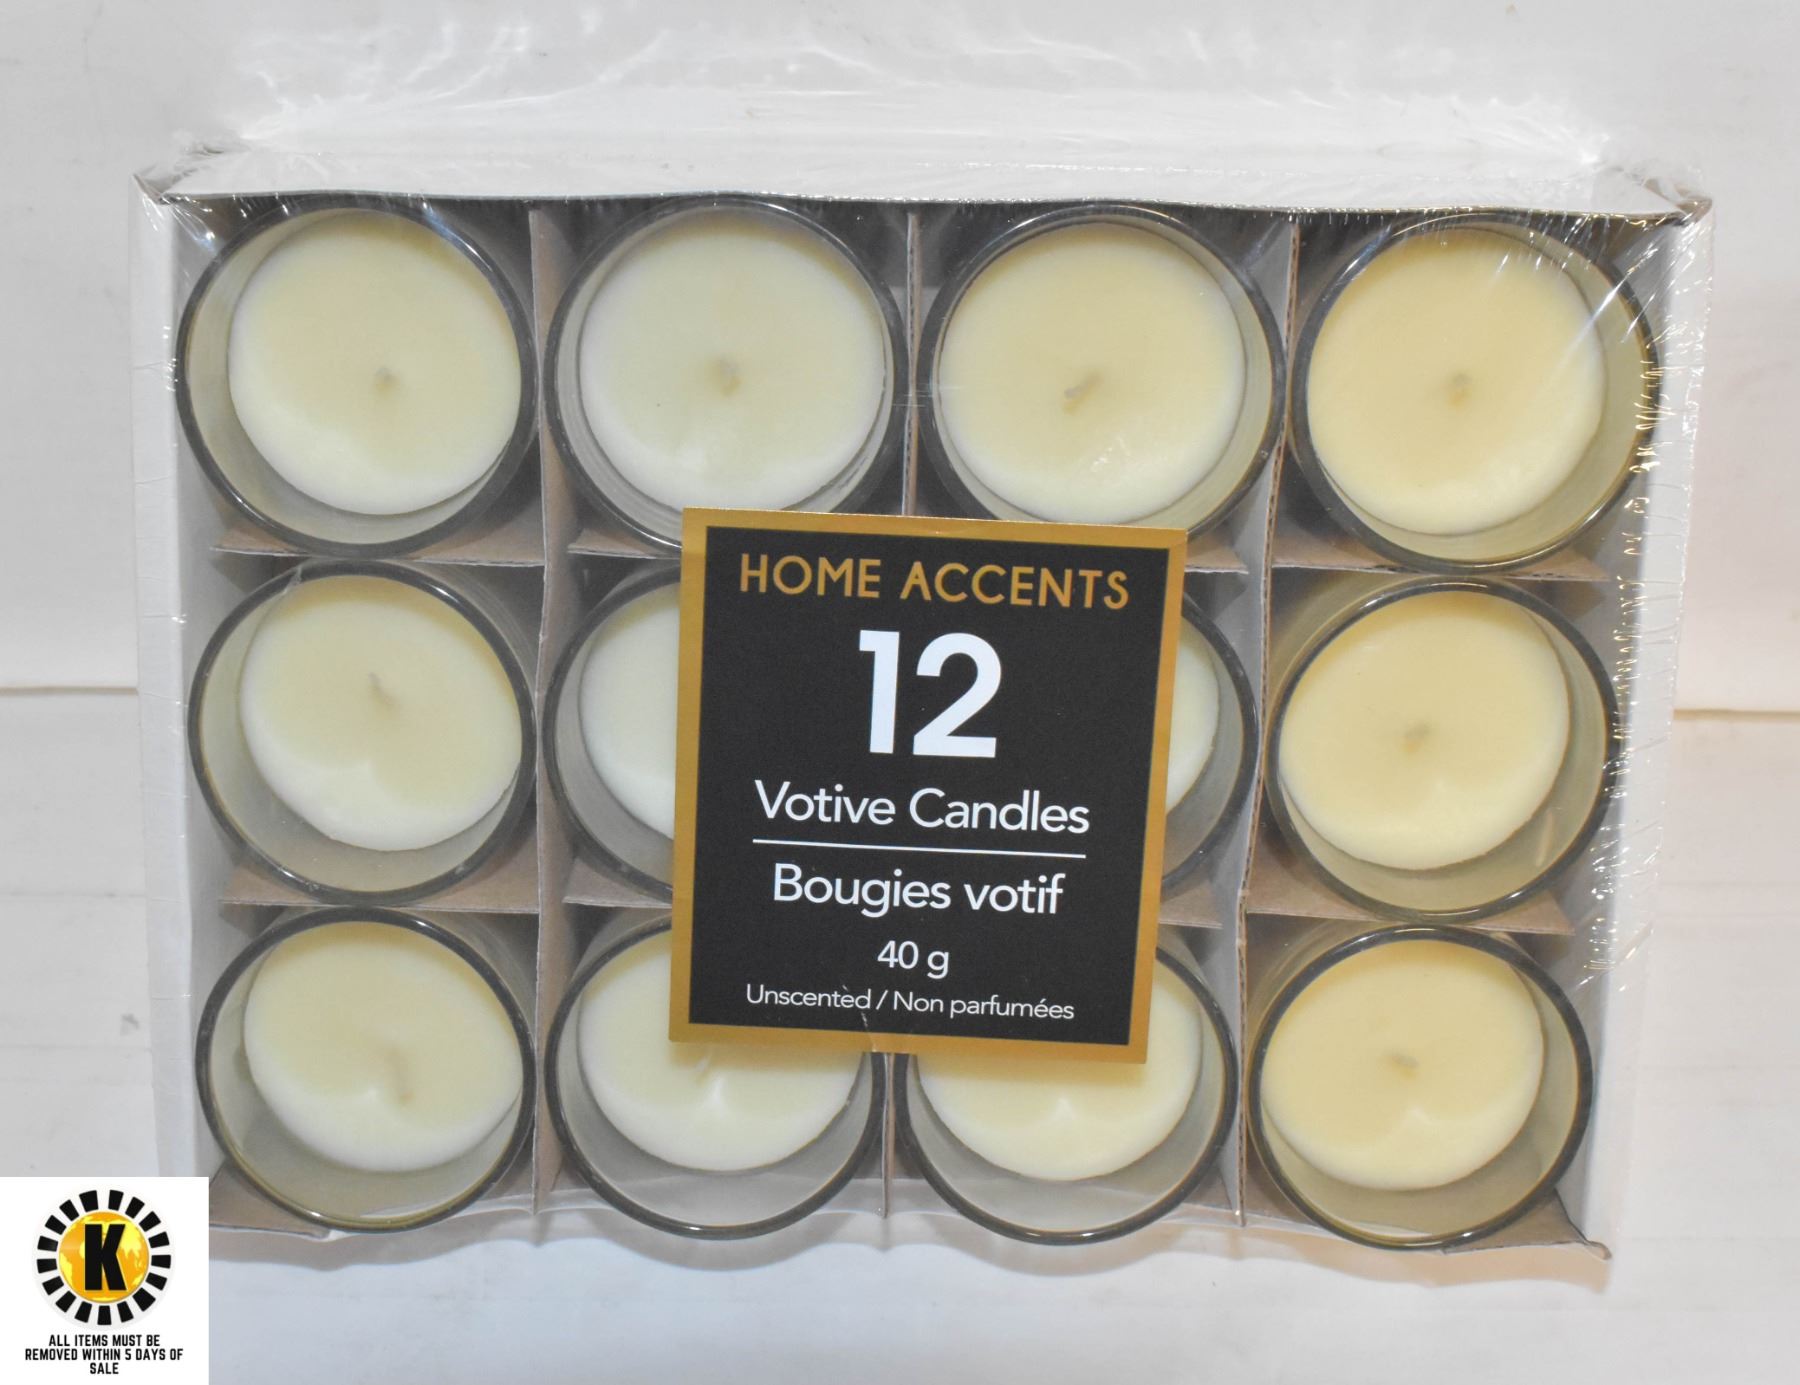 HOME ACCENTS
12
Votive Candles
Bougies votif
40 g
Unscented / Non parfumées
K
ALL ITEMS MUST BE
REMOVED WITHIN 5 DAYS OF
SALE